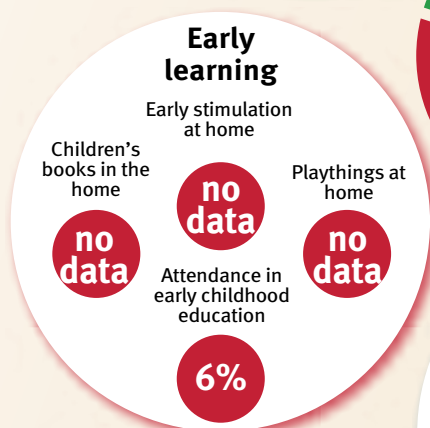 Early
learning
Early stimulation
at home
no
data
Children’s
books in the
home
no
data
Playthings at
home
no
data
Attendance in
early childhood
education
6%